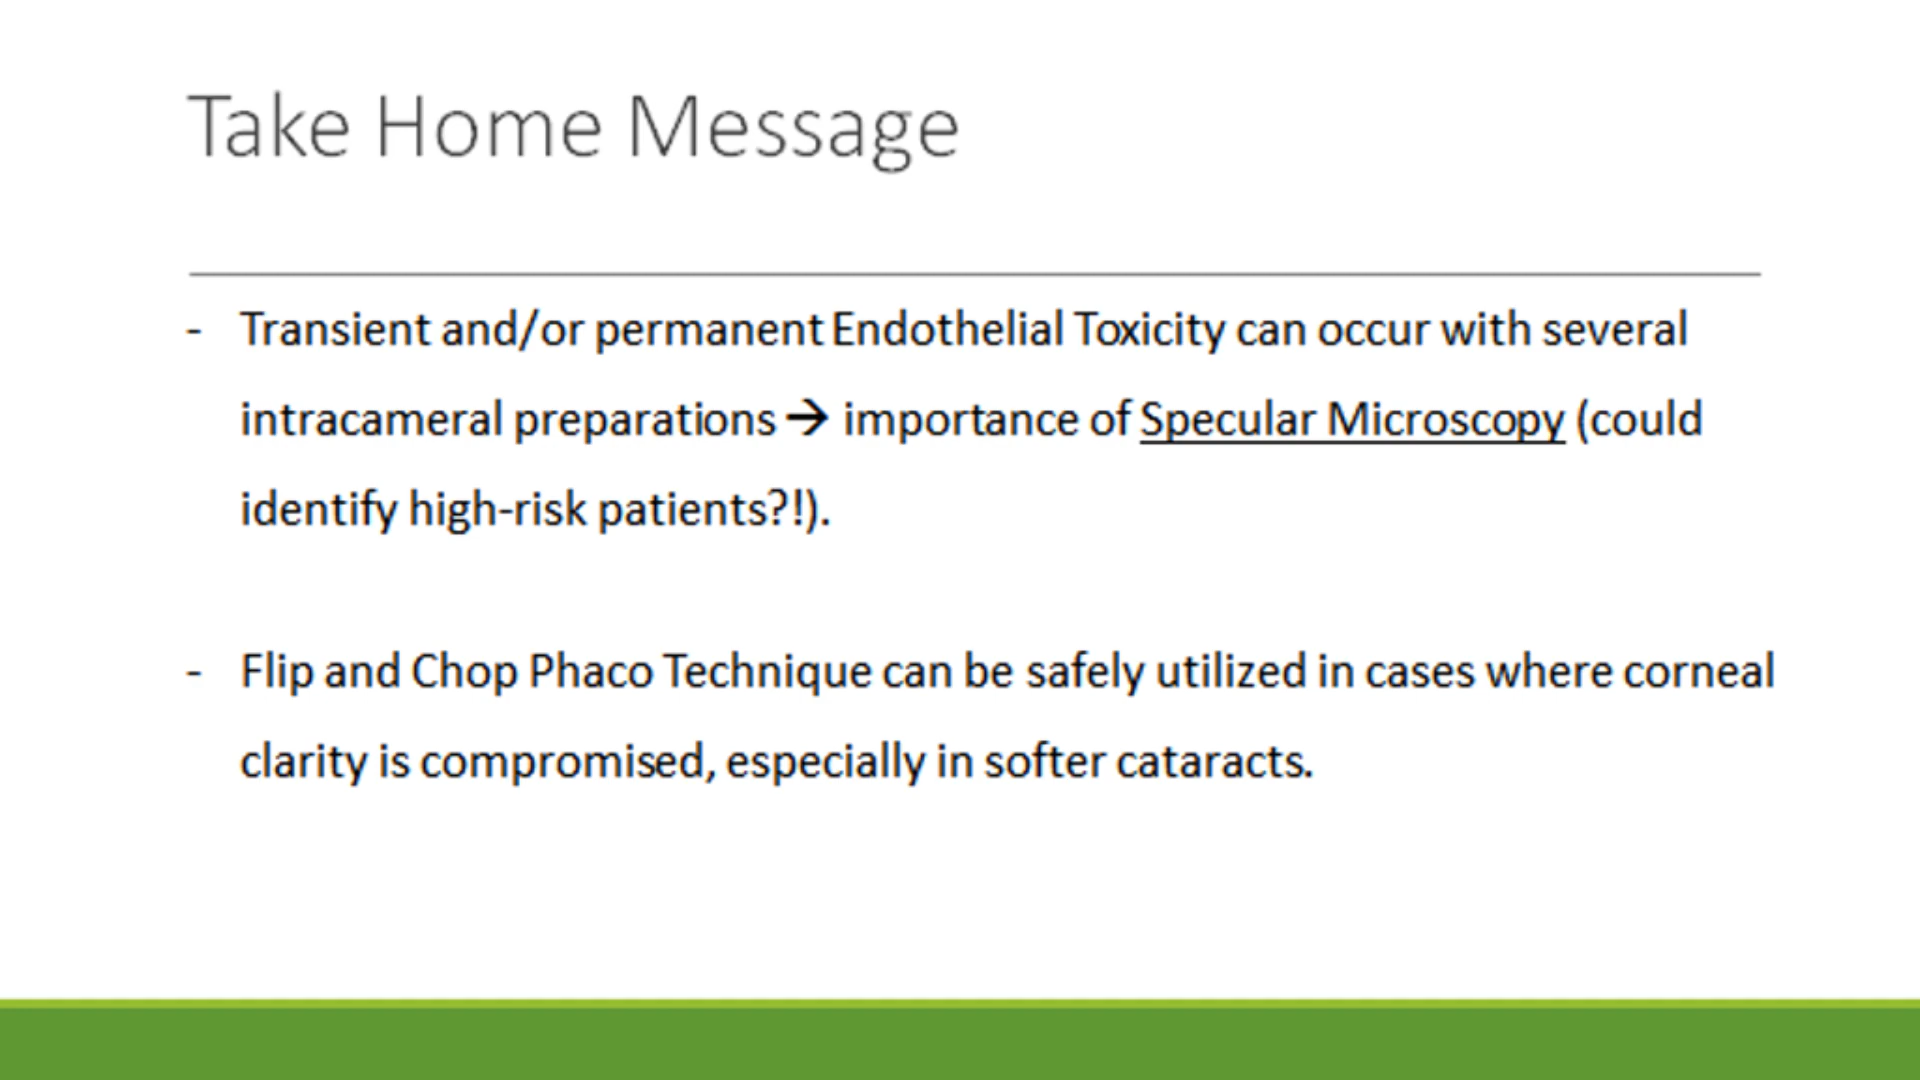 Take Home Message
- Transient and/or permanent Endothelial Toxicity can occur with several
intracameral preparations → importance of Specular Microscopy (could
identify high-risk patients?!).
- Flip and Chop Phaco Technique can be safely utilized in cases where corneal
clarity is compromised, especially in softer cataracts.